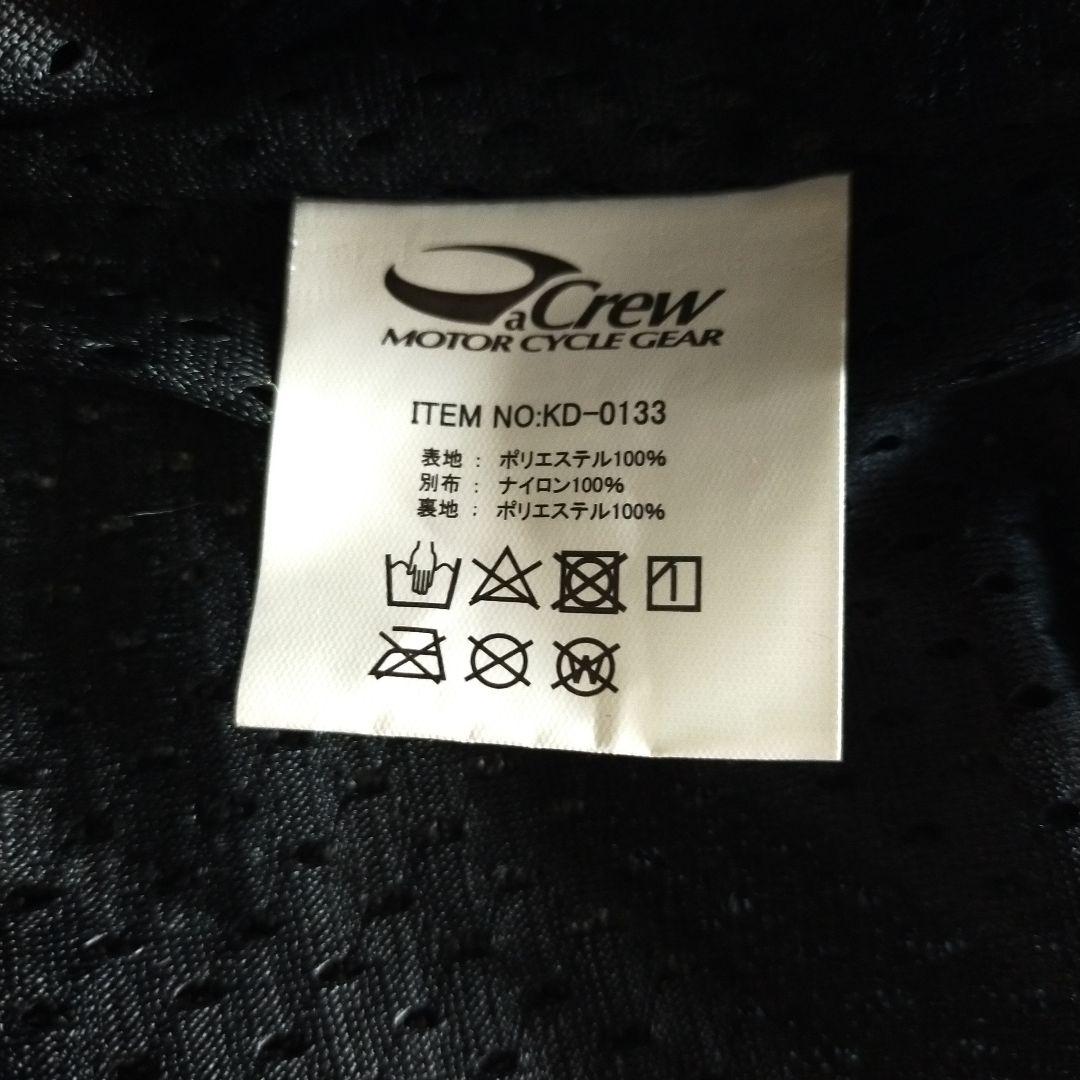 aCrew
MOTOR CYCLE GEAR
ITEM NO:KD-0133
表地 : ポリエステル100%
別布 : ナイロン100%
裏地 : ポリエステル100%
W